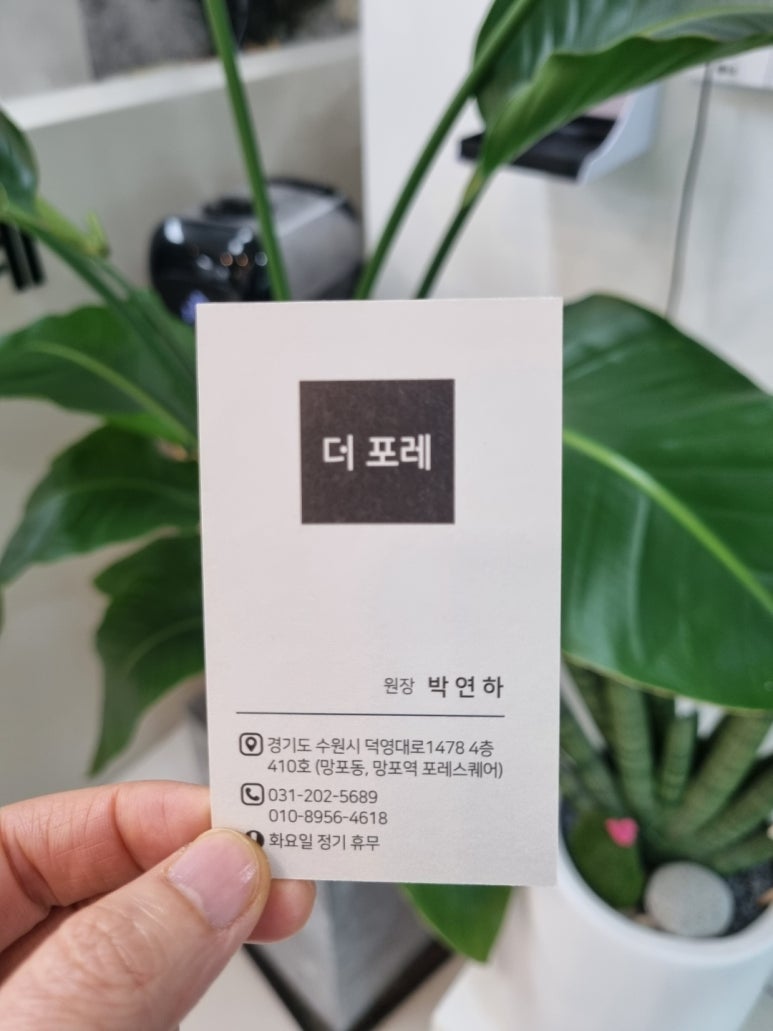 더 포레
원장 박연하
경기도 수원시 덕영대로1478 4층
410호 (망포동, 망포역 포레스퀘어)
031-202-5689
010-8956-4618
화요일 정기 휴무